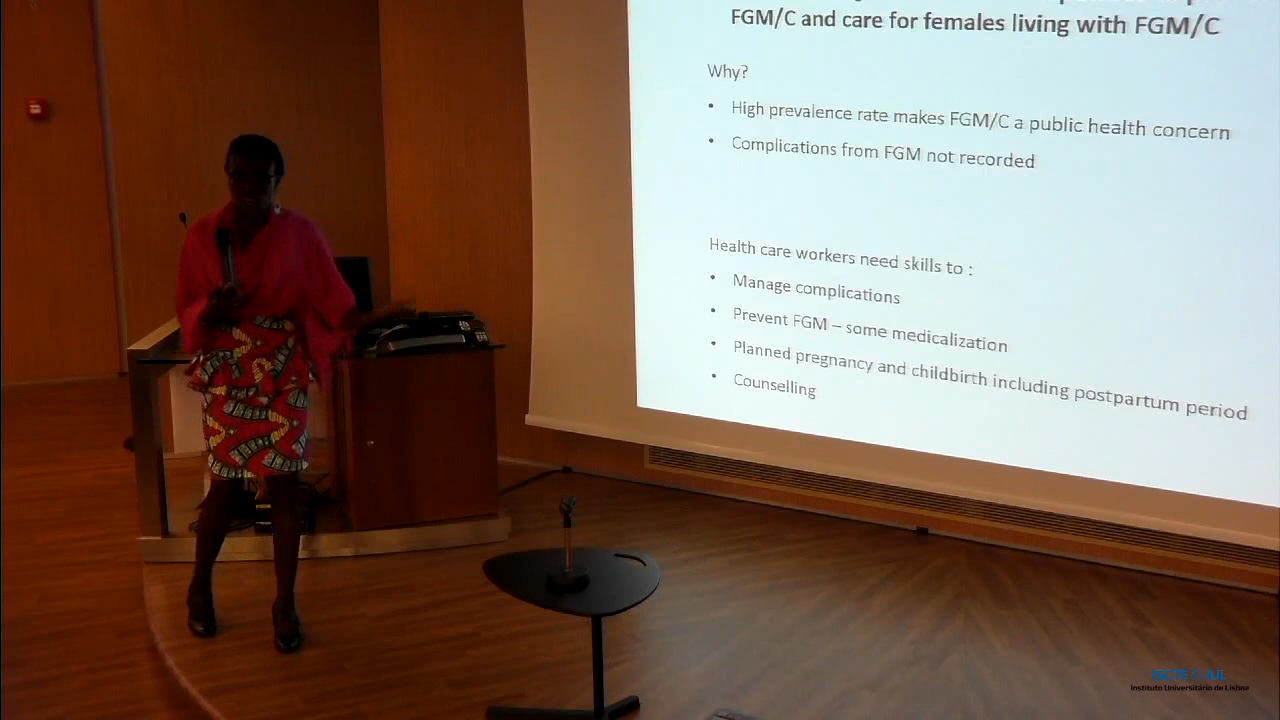 FGM/C and care for females living with FGM/C
Why?
• High prevalence rate makes FGM/C a public health concern
• Complications from FGM not recorded
Health care workers need skills to :
• Manage complications
• Prevent FGM – some medicalization
• Planned pregnancy and childbirth including postpartum period
• Counselling
ISCTE IUL
Instituto Universitário de Lisboa